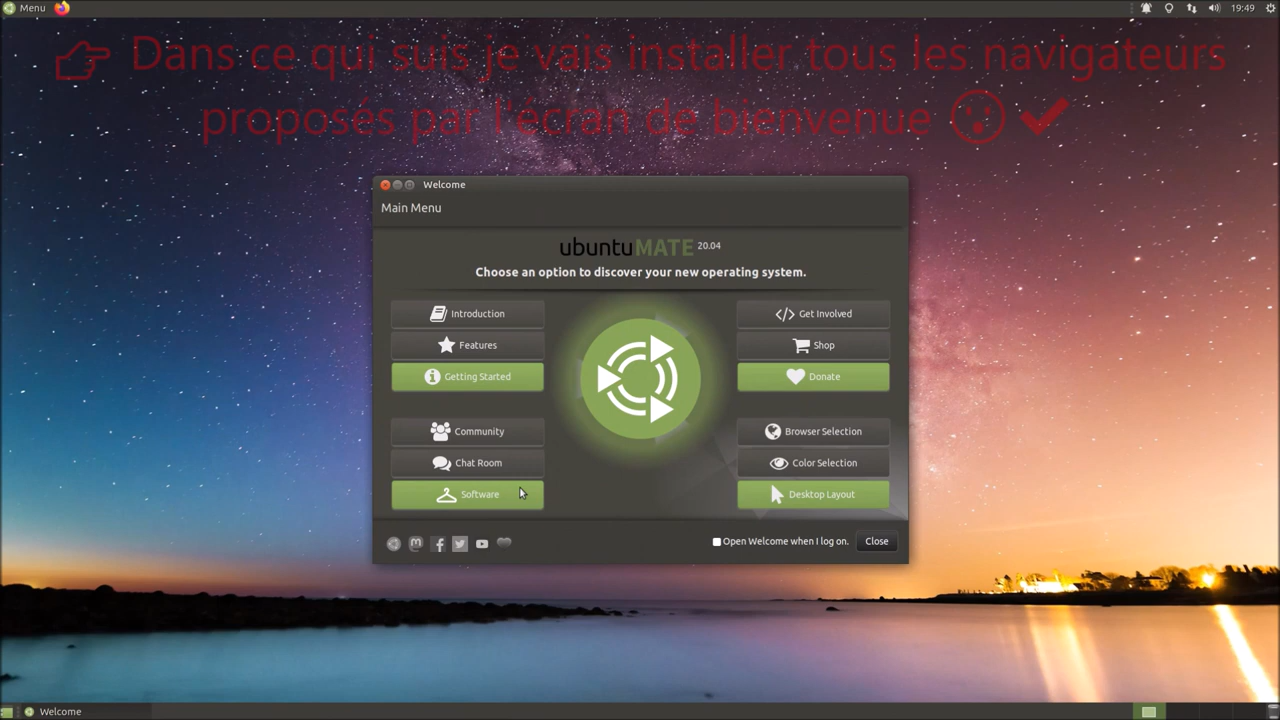 Menu
19:49
Dans ce qui suis je vais installer tous les navigateurs
proposés par l'écran de bienvenue
Welcome
Main Menu
ubuntuMATE 20.04
Choose an option to discover your new operating system.
Introduction
Features
Getting Started
Community
Chat Room
Software
Get Involved
Shop
Donate
Browser Selection
Color Selection
Desktop Layout
Open Welcome when I log on.
Close
Welcome